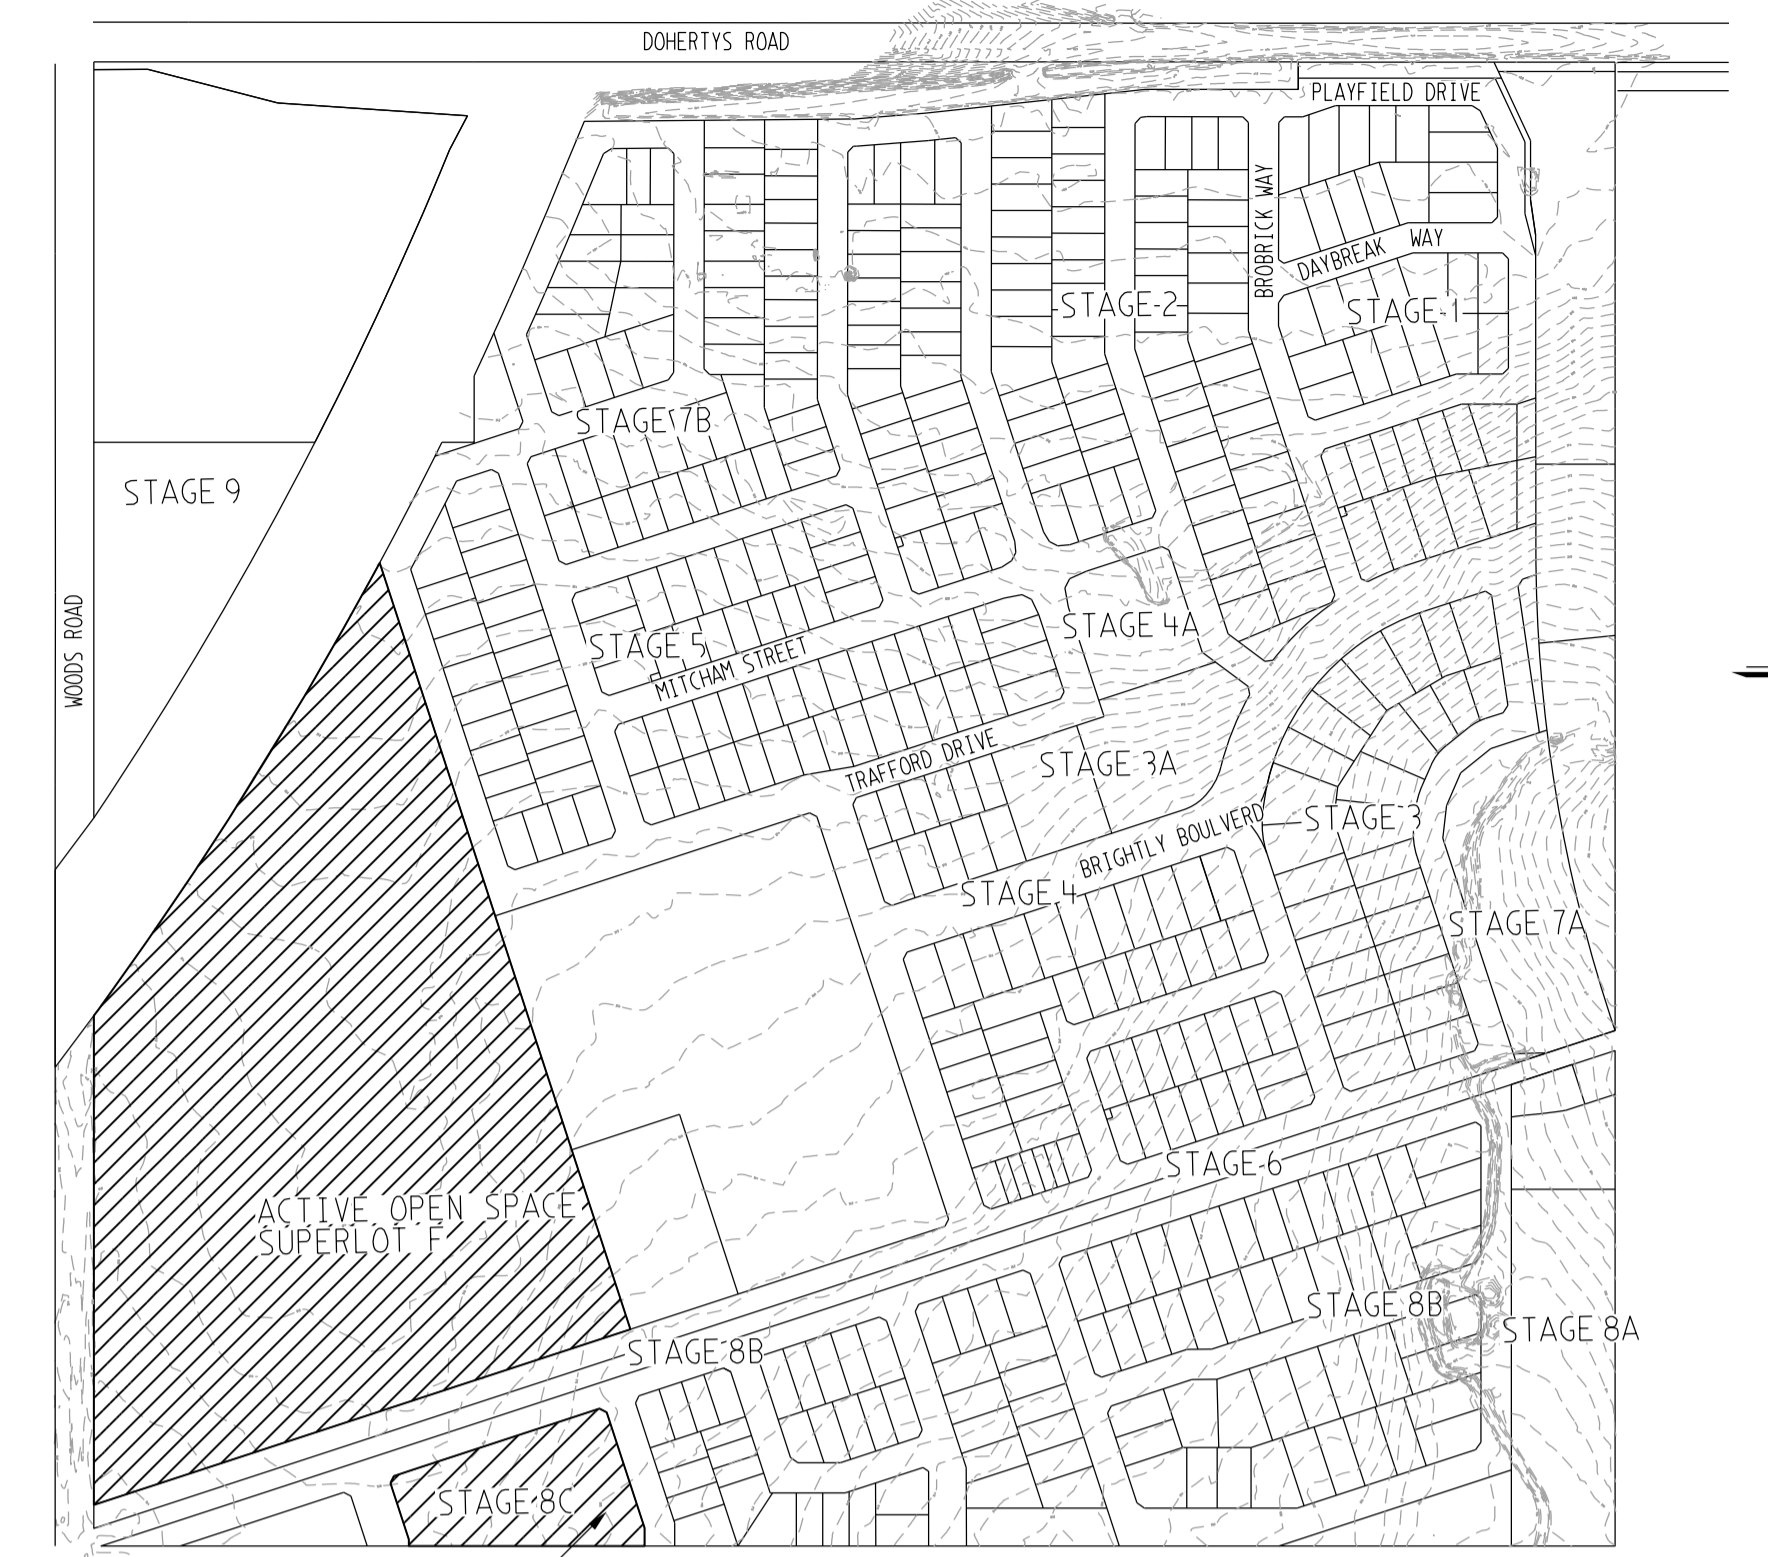 DOHERTYS ROAD
PLAYFIELD DRIVE
BROBRICK WAY
DAYBREAK WAY
STAGE 2
STAGE 1
STAGE 7B
STAGE 9
WOODS ROAD
STAGE 4A
STAGE 5
MITCHAM STREET
TRAFFORD DRIVE
STAGE 3A
STAGE 3
BRIGHTLY BOULVERD
STAGE 4
STAGE 7A
STAGE 6
ACTIVE OPEN SPACE
SUPERLOT F
STAGE 8B
STAGE 8A
STAGE 8B
STAGE 8C